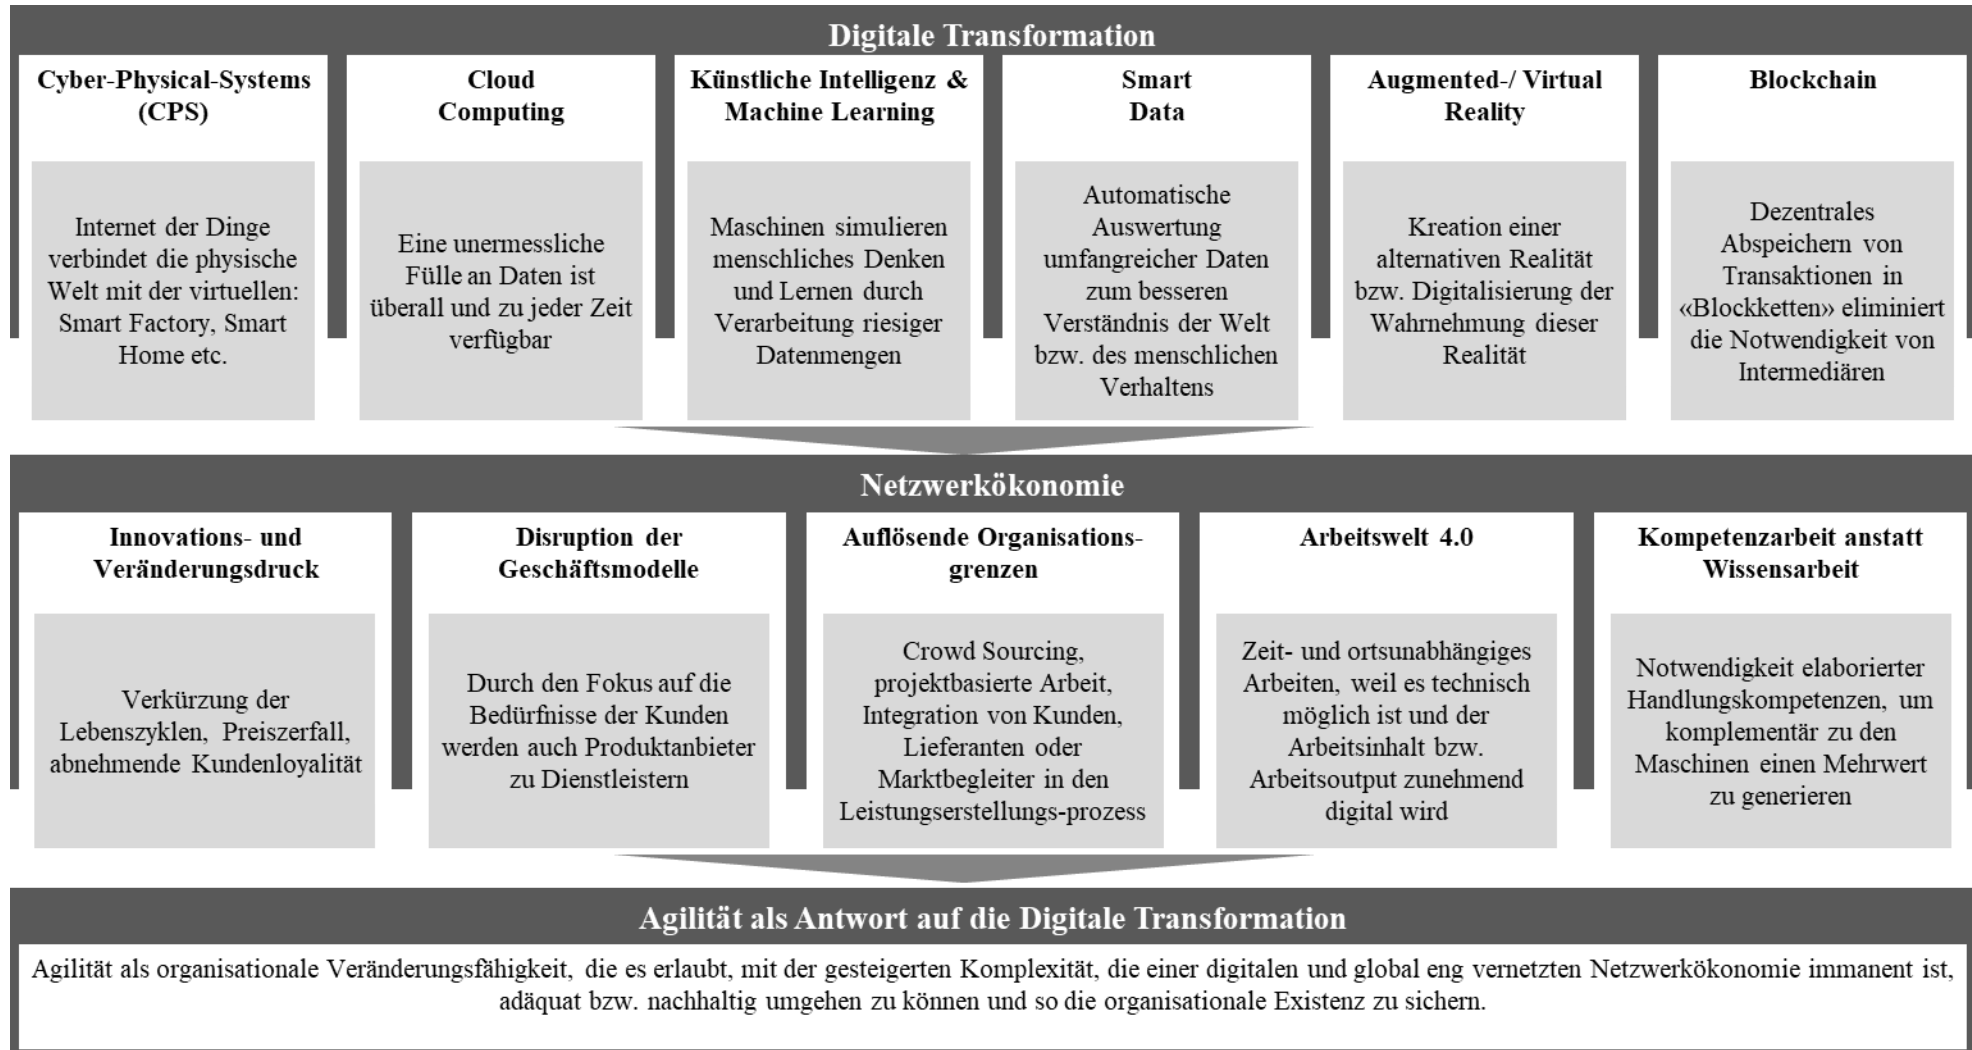 Digitale Transformation
Cyber-Physical-Systems
(CPS)
Internet der Dinge
verbindet die physische
Welt mit der virtuellen:
Smart Factory, Smart
Home etc.
Cloud
Computing
Eine unermessliche
Fülle an Daten ist
überall und zu jeder Zeit
verfügbar
Künstliche Intelligenz &
Machine Learning
Maschinen simulieren
menschliches Denken
und Lernen durch
Verarbeitung riesiger
Datenmengen
Smart
Data
Automatische
Auswertung
umfangreicher Daten
zum besseren
Verständnis der Welt
bzw. des menschlichen
Verhaltens
Augmented-/ Virtual
Reality
Kreation einer
alternativen Realität
bzw. Digitalisierung der
Wahrnehmung dieser
Realität
Blockchain
Dezentrales
Abspeichern von
Transaktionen in
«Blockketten» eliminiert
die Notwendigkeit von
Intermediären
Netzwerkökonomie
Innovations- und
Veränderungsdruck
Verkürzung der
Lebenszyklen, Preiszerfall,
abnehmende Kundenloyalität
Disruption der
Geschäftsmodelle
Durch den Fokus auf die
Bedürfnisse der Kunden
werden auch Produktanbieter
zu Dienstleistern
Auflösende Organisations-
grenzen
Crowd Sourcing,
projektbasierte Arbeit,
Integration von Kunden,
Lieferanten oder
Marktbegleiter in den
Leistungserstellungs-prozess
Arbeitswelt 4.0
Zeit- und ortsunabhängiges
Arbeiten, weil es technisch
möglich ist und der
Arbeitsinhalt bzw.
Arbeitsoutput zunehmend
digital wird
Kompetenzarbeit anstatt
Wissensarbeit
Notwendigkeit elaborierter
Handlungskompetenzen, um
komplementär zu den
Maschinen einen Mehrwert
zu generieren
Agilität als Antwort auf die Digitale Transformation
Agilität als organisationale Veränderungsfähigkeit, die es erlaubt, mit der gesteigerten Komplexität, die einer digitalen und global eng vernetzten Netzwerkökonomie immanent ist,
adäquat bzw. nachhaltig umgehen zu können und so die organisationale Existenz zu sichern.